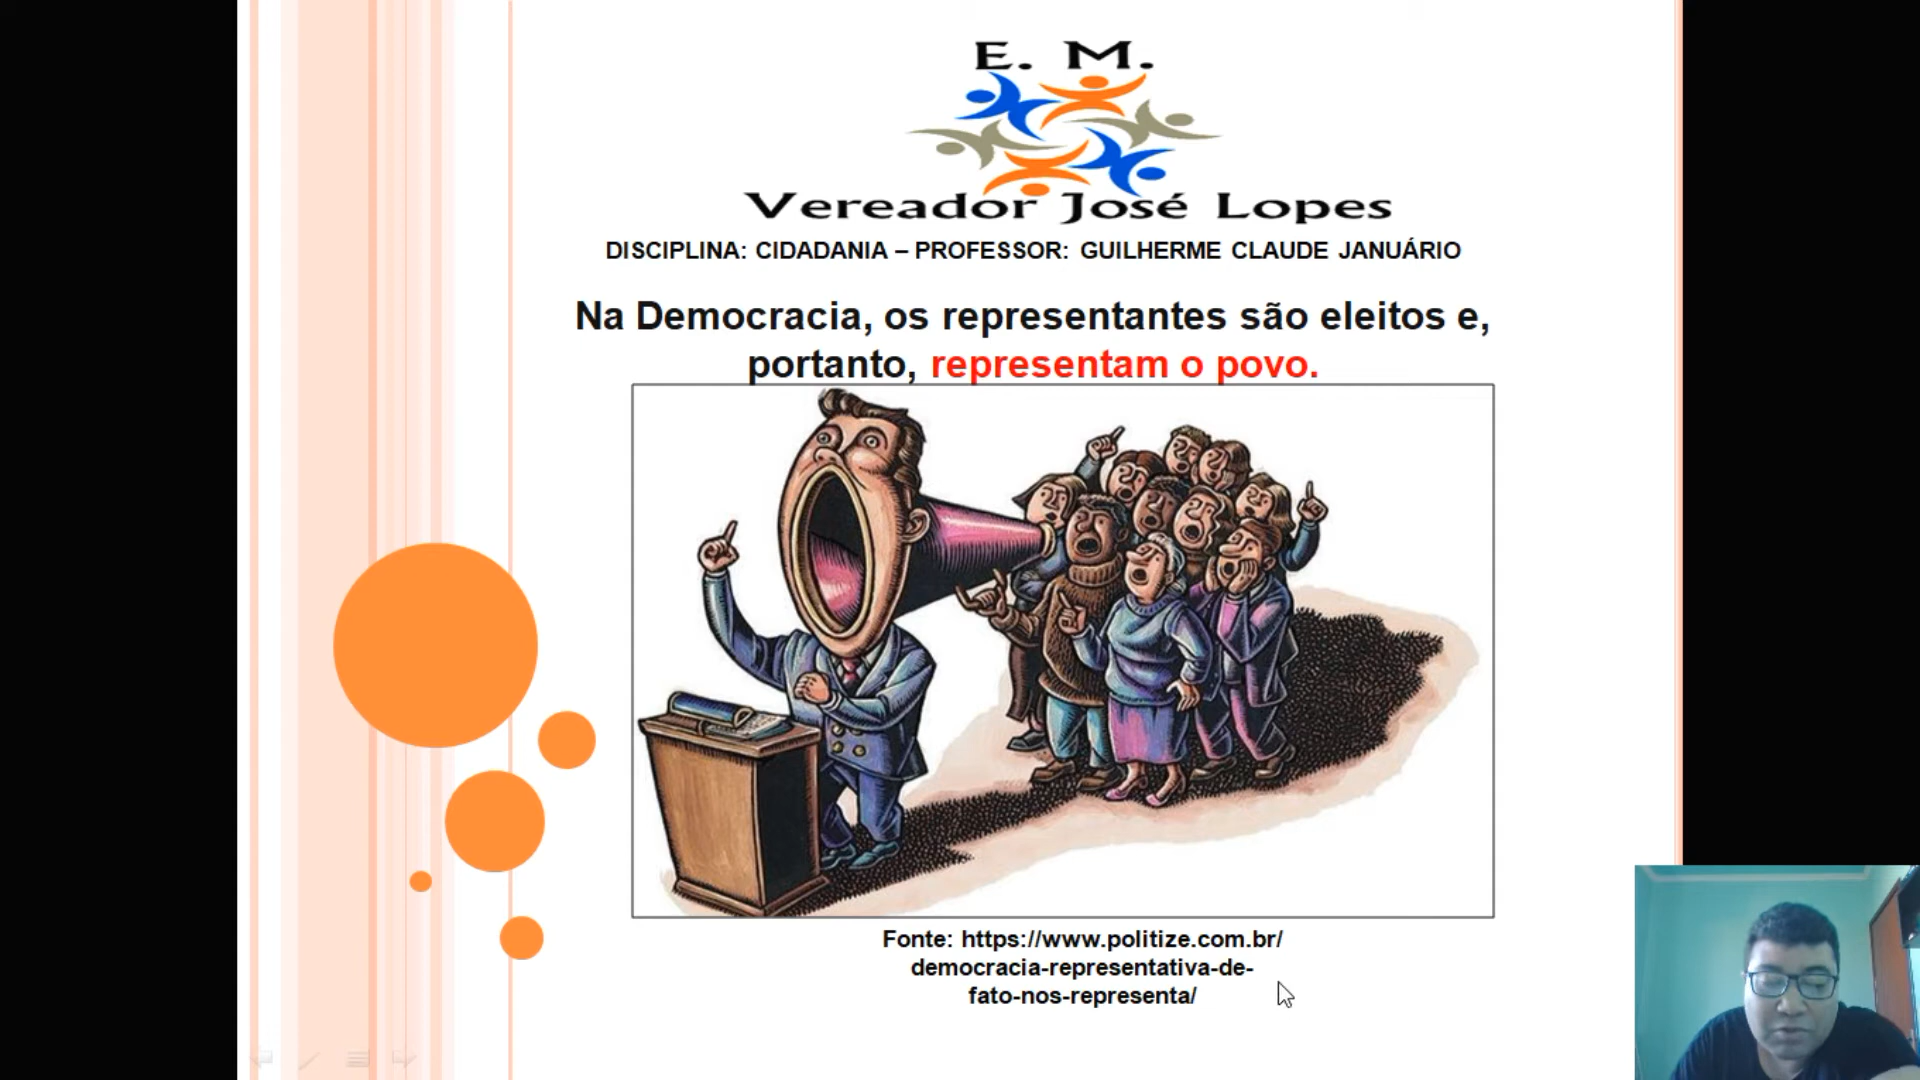 E. M.
Vereador José Lopes
DISCIPLINA: CIDADANIA – PROFESSOR: GUILHERME CLAUDE JANUÁRIO
Na Democracia, os representantes são eleitos e,
portanto, representam o povo.
Fonte: https://www.politize.com.br/
democracia-representativa-de-
fato-nos-representa/